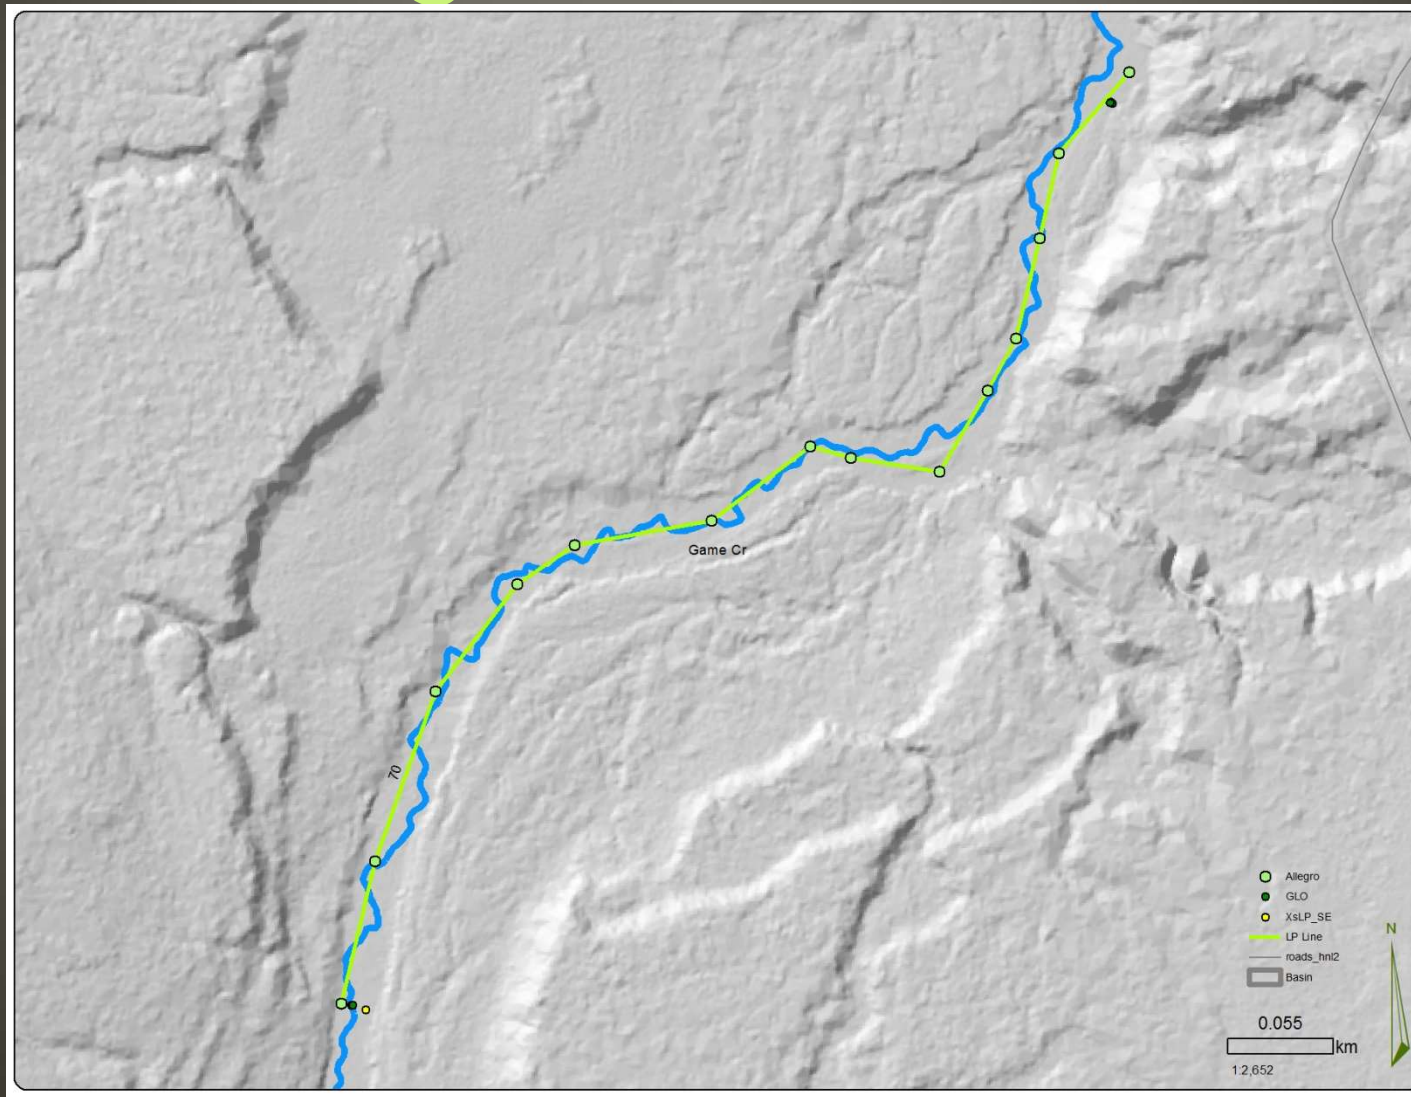 Game Cr
70
Allegro
GLO
XsLP_SE
LP Line
roads_hnl2
Basin
N
0.055
km
1:2,652